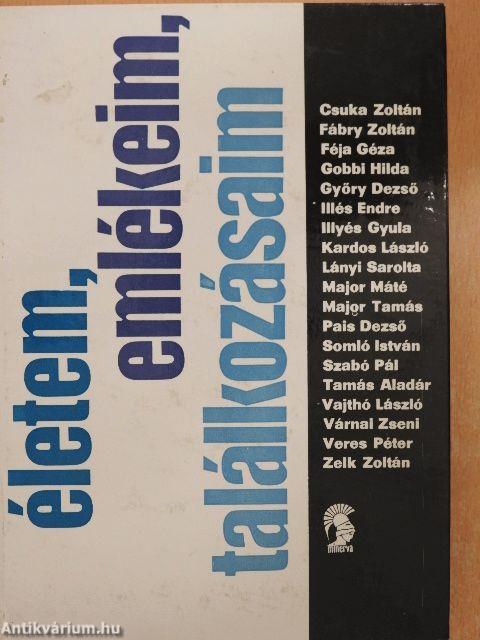 életem,
emlékeim,
találkozásaim
Csuka Zoltán
Fábry Zoltán
Féja Géza
Gobbi Hilda
Győry Dezső
Illés Endre
Illyés Gyula
Kardos László
Lányi Sarolta
Major Máté
Major Tamás
Pais Dezső
Somló István
Szabó Pál
Tamás Aladár
Vajthó László
Várnai Zseni
Veres Péter
Zelk Zoltán
minerva
Antikvárium.hu